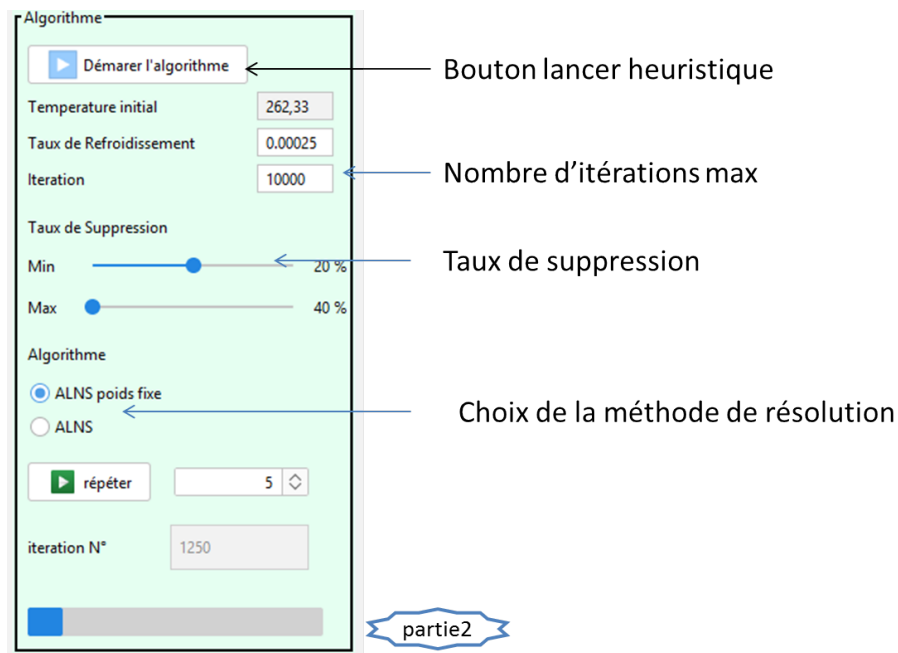 Algorithme
Démarer l'algorithme
Bouton lancer heuristique
Temperature initial
262,33
Taux de Refroidissement
0.00025
Iteration
10000
Nombre d'itérations max
Taux de Suppression
Min
20 %
Taux de suppression
Max
40 %
Algorithme
ALNS poids fixe
ALNS
Choix de la méthode de résolution
répéter
5
iteration N°
1250
partie2